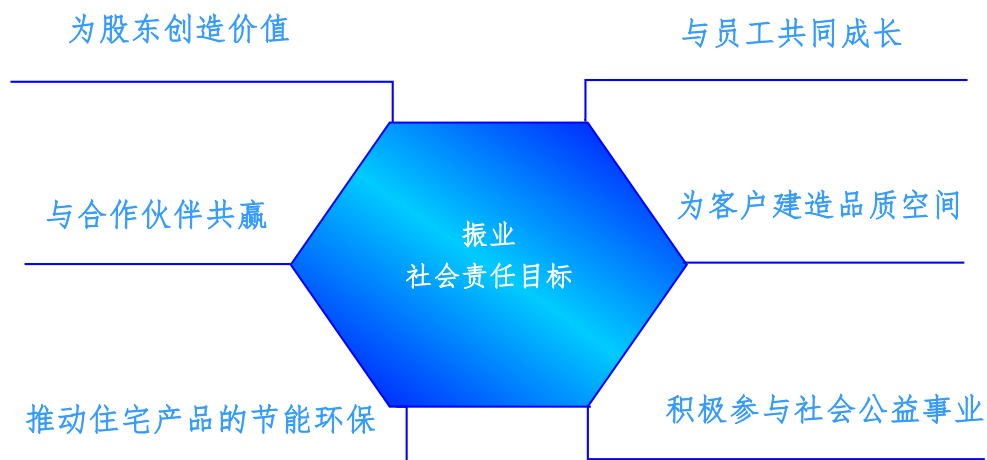 为股东创造价值
与员工共同成长
与合作伙伴共赢
为客户建造品质空间
振业
社会责任目标
推动住宅产品的节能环保
积极参与社会公益事业